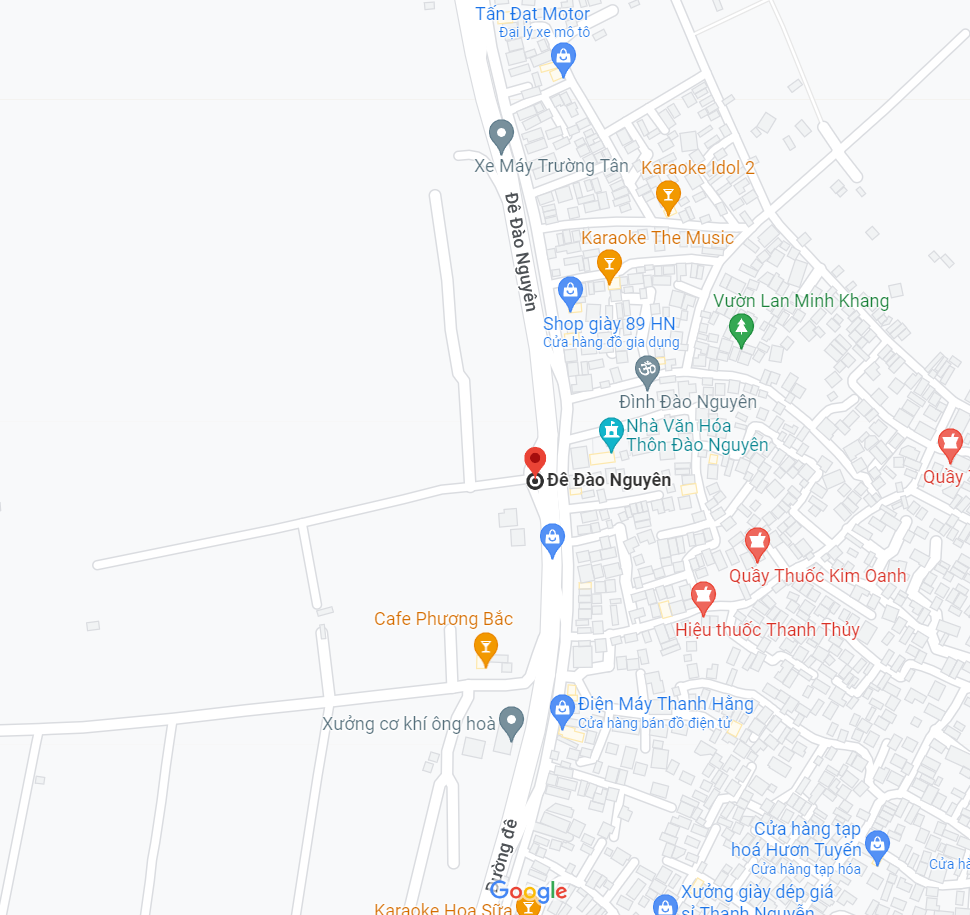 Tấn Đạt Motor
Đại lý xe mô tô
Xe Máy Trường Tân
Karaoke Idol 2
Đê Đào Nguyên
Karaoke The Music
Vườn Lan Minh Khang
Shop giày 89 HN
Cửa hàng đồ gia dụng
Đình Đào Nguyên
Nhà Văn Hóa
Thôn Đào Nguyên
Quầy
Đê Đào Nguyên
Quầy Thuốc Kim Oanh
Cafe Phương Bắc
Hiệu thuốc Thanh Thủy
Điện Máy Thanh Hằng
Cửa hàng bán đồ điện tử
Xưởng cơ khí ông hoà
Đường đê
Cửa hàng tạp
hoá Hươn Tuyến
Cửa hàng tạp hóa
Cửa
Google
Karaoke Hoa Sữa
Xưởng giày dép giá
sỉ Thanh Nguyễn